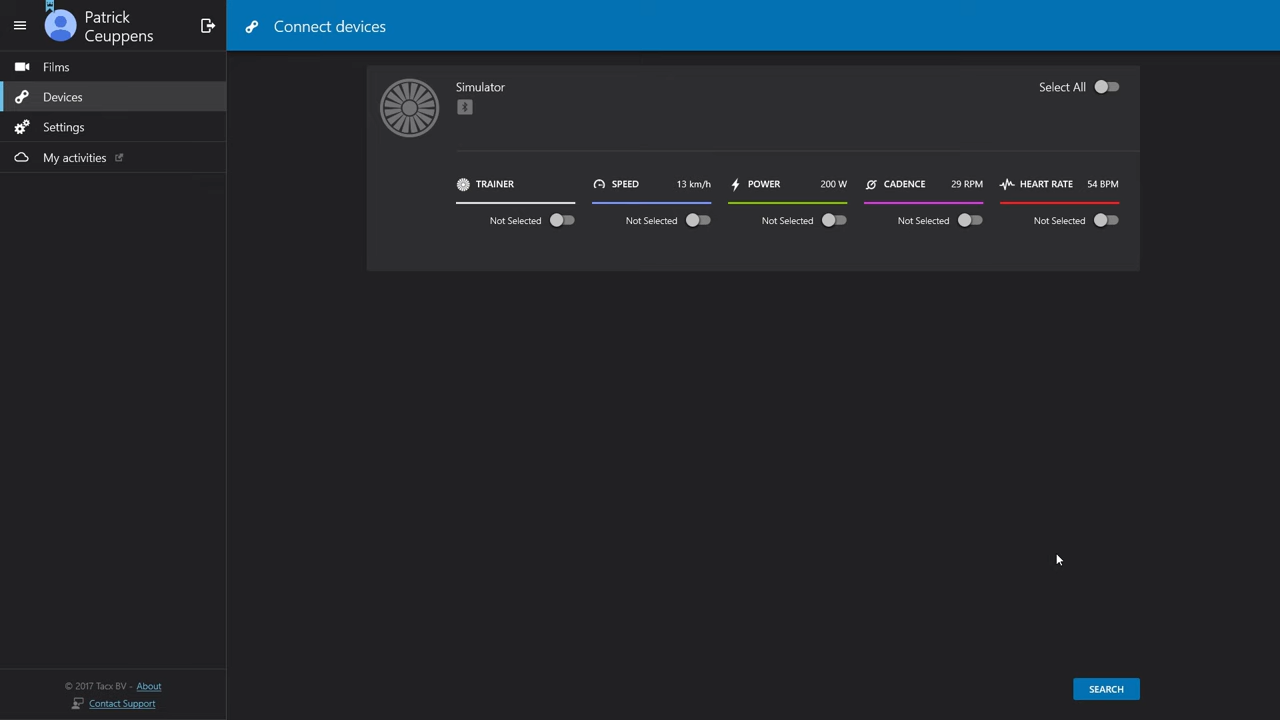 Patrick
Ceuppens
Films
Devices
Settings
My activities
© 2017 Tacx BV - About
Contact Support
Connect devices
Simulator
Select All
TRAINER
SPEED 13 km/h
POWER 200 W
CADENCE 29 RPM
HEART RATE 54 BPM
Not Selected
Not Selected
Not Selected
Not Selected
Not Selected
SEARCH